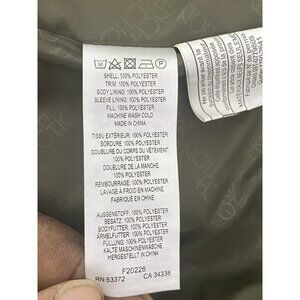 SHELL: 100% POLYESTER
TRIM: 100% POLYESTER
BODY LINING: 100% POLYESTER
SLEEVE LINING: 100% POLYESTER
FILL: 100% POLYESTER
MACHINE WASH COLD
MADE IN CHINA
TISSU EXTÉRIEUR: 100% POLYESTER
BORDURE: 100% POLYESTER
DOUBLURE DU CORPS DU VÊTEMENT:
100% POLYESTER
DOUBLURE DE LA MANCHE:
100% POLYESTER
REMBOURRAGE: 100% POLYESTER
LAVAGE À FROID EN MACHINE
FABRIQUÉ EN CHINE
AUSSENSTOFF: 100% POLYESTER
BESATZ: 100% POLYESTER
BODYFUTTER: 100% POLYESTER
ÄRMELFUTTER: 100% POLYESTER
FÜLLUNG: 100% POLYESTER
KALTE MASCHINENWÄSCHE
HERGESTELLT IN CHINA
F20226
RN 53372 CA 34336